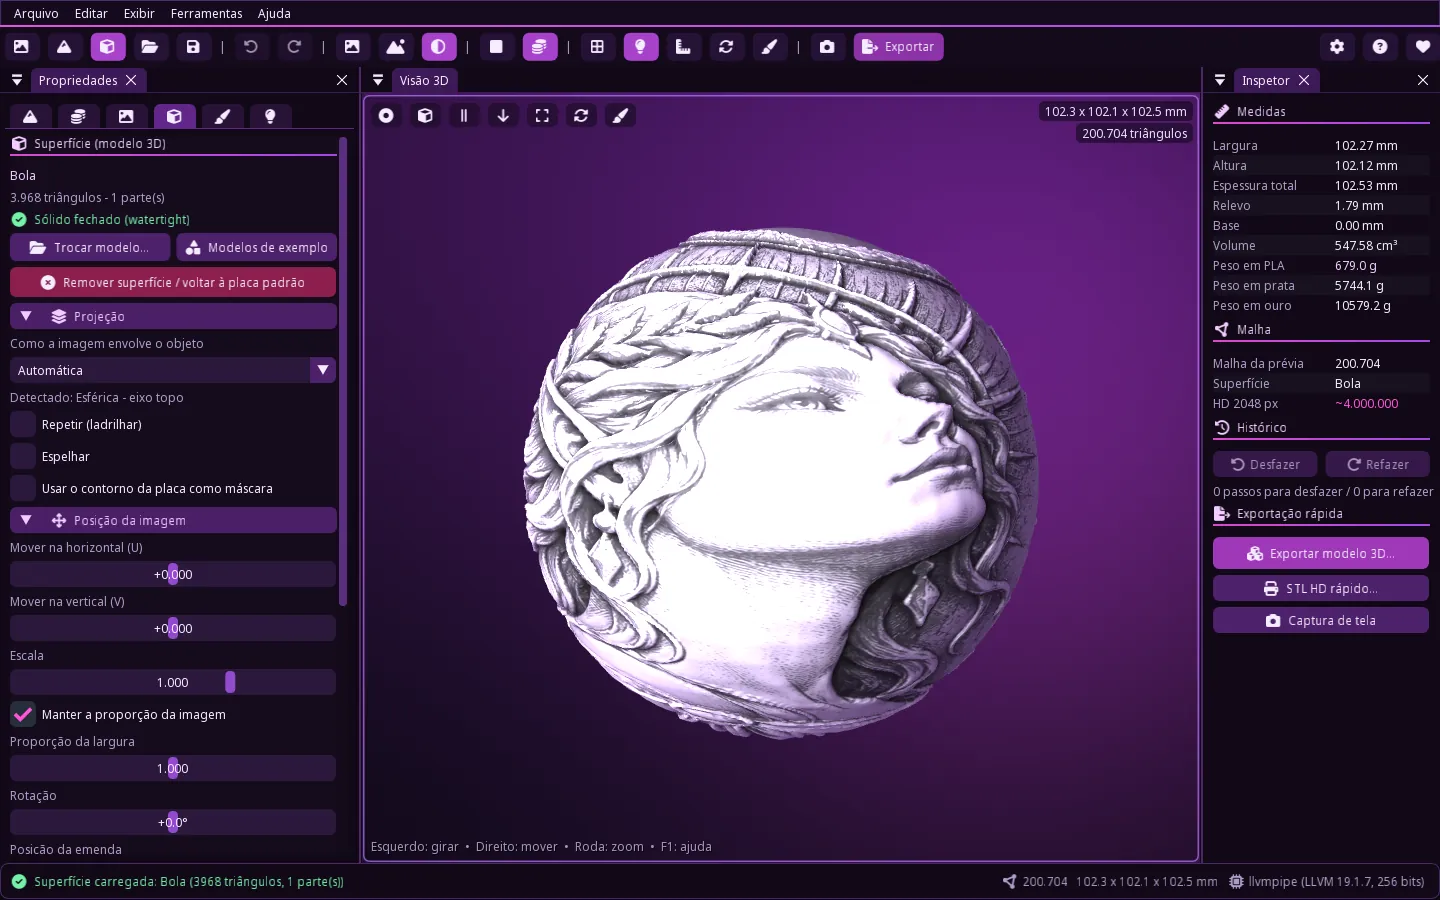 Arquivo Editar Exibir Ferramentas Ajuda
Exportar
Propriedades
Superfície (modelo 3D)
Bola
3.968 triângulos - 1 parte(s)
Sólido fechado (watertight)
Trocar modelo...
Modelos de exemplo
Remover superfície / voltar à placa padrão
Projeção
Como a imagem envolve o objeto
Automática
Detectado: Esférica - eixo topo
Repetir (ladrilhar)
Espelhar
Usar o contorno da placa como máscara
Posição da imagem
Mover na horizontal (U)
+0.000
Mover na vertical (V)
+0.000
Escala
1.000
Manter a proporção da imagem
Proporção da largura
1.000
Rotação
+0.0°
Posição da emenda
Visão 3D
102.3 x 102.1 x 102.5 mm
200.704 triângulos
Esquerdo: girar • Direito: mover • Roda: zoom • F1: ajuda
Inspetor
Medidas
Largura 102.27 mm
Altura 102.12 mm
Espessura total 102.53 mm
Relevo 1.79 mm
Base 0.00 mm
Volume 547.58 cm³
Peso em PLA 679.0 g
Peso em prata 5744.1 g
Peso em ouro 10579.2 g
Malha
Malha da prévia 200.704
Superfície Bola
HD 2048 px ~4.000.000
Histórico
Desfazer
Refazer
0 passos para desfazer / 0 para refazer
Exportação rápida
Exportar modelo 3D...
STL HD rápido...
Captura de tela
Superfície carregada: Bola (3968 triângulos, 1 parte(s))
200.704 102.3 x 102.1 x 102.5 mm llvmpipe (LLVM 19.1.7, 256 bits)